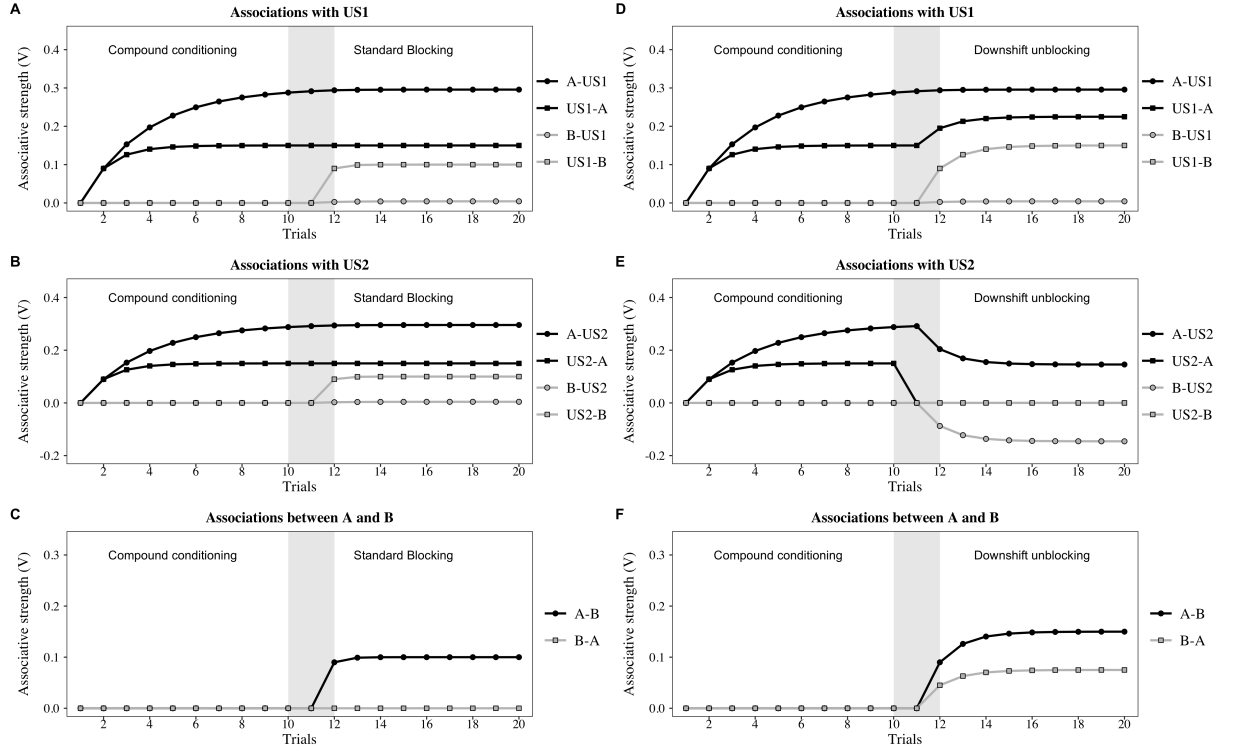 A
Associations with US1
Associative strength (V)
0.4
0.3
0.2
0.1
0.0
Compound conditioning
Standard Blocking
2 4 6 8 10 12 14 16 18 20
Trials
A-US1
US1-A
B-US1
US1-B
D
Associations with US1
Associative strength (V)
0.4
0.3
0.2
0.1
0.0
Compound conditioning
Downshift unblocking
2 4 6 8 10 12 14 16 18 20
Trials
A-US1
US1-A
B-US1
US1-B
B
Associations with US2
Associative strength (V)
0.4
0.2
0.0
-0.2
Compound conditioning
Standard Blocking
2 4 6 8 10 12 14 16 18 20
Trials
A-US2
US2-A
B-US2
US2-B
E
Associations with US2
Associative strength (V)
0.4
0.2
0.0
-0.2
Compound conditioning
Downshift unblocking
2 4 6 8 10 12 14 16 18 20
Trials
A-US2
US2-A
B-US2
US2-B
C
Associations between A and B
Associative strength (V)
0.3
0.2
0.1
0.0
Compound conditioning
Standard Blocking
2 4 6 8 10 12 14 16 18 20
Trials
A-B
B-A
F
Associations between A and B
Associative strength (V)
0.3
0.2
0.1
0.0
Compound conditioning
Downshift unblocking
2 4 6 8 10 12 14 16 18 20
Trials
A-B
B-A